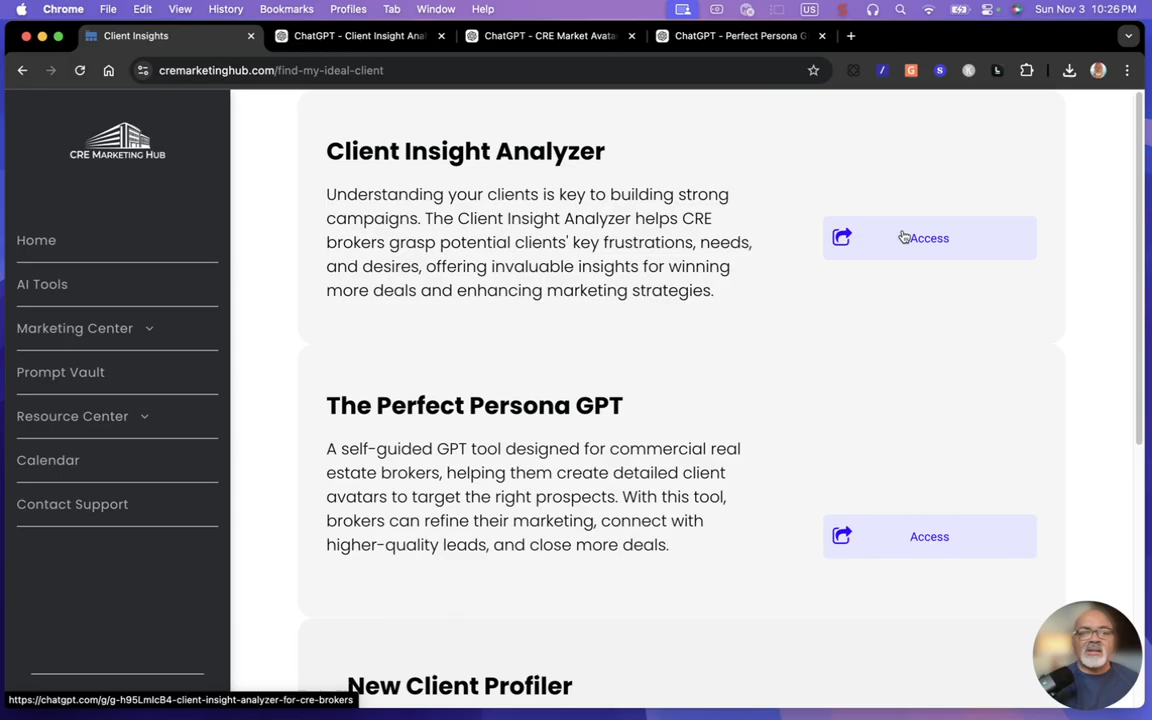 Chrome File Edit View History Bookmarks Profiles Tab Window Help US Sun Nov 3 10:26 PM
Client Insights ChatGPT - Client Insight Anal ChatGPT - CRE Market Avata ChatGPT - Perfect Persona G
cremarketinghub.com/find-my-ideal-client
CRE MARKETING HUB
Home
AI Tools
Marketing Center
Prompt Vault
Resource Center
Calendar
Contact Support
Client Insight Analyzer
Understanding your clients is key to building strong
campaigns. The Client Insight Analyzer helps CRE
brokers grasp potential clients' key frustrations, needs,
and desires, offering invaluable insights for winning
more deals and enhancing marketing strategies.
Access
The Perfect Persona GPT
A self-guided GPT tool designed for commercial real
estate brokers, helping them create detailed client
avatars to target the right prospects. With this tool,
brokers can refine their marketing, connect with
higher-quality leads, and close more deals.
Access
New Client Profiler
https://chatgpt.com/g/g-h95LmlcB4-client-insight-analyzer-for-cre-brokers